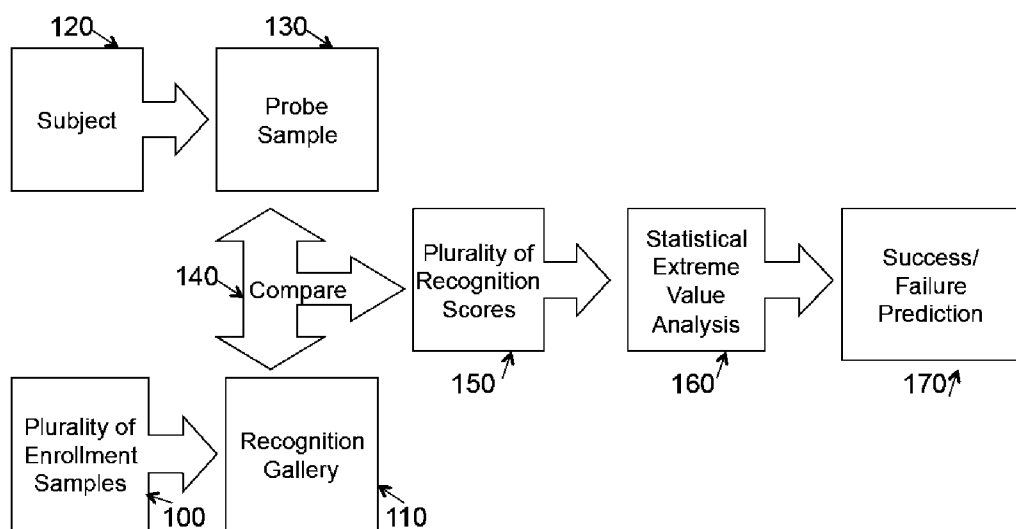 120
130
Subject
Probe
Sample
140
Compare
Plurality of
Recognition
Scores
150
Statistical
Extreme
Value
Analysis
160
Success/
Failure
Prediction
170
Plurality of
Enrollment
Samples
100
Recognition
Gallery
110